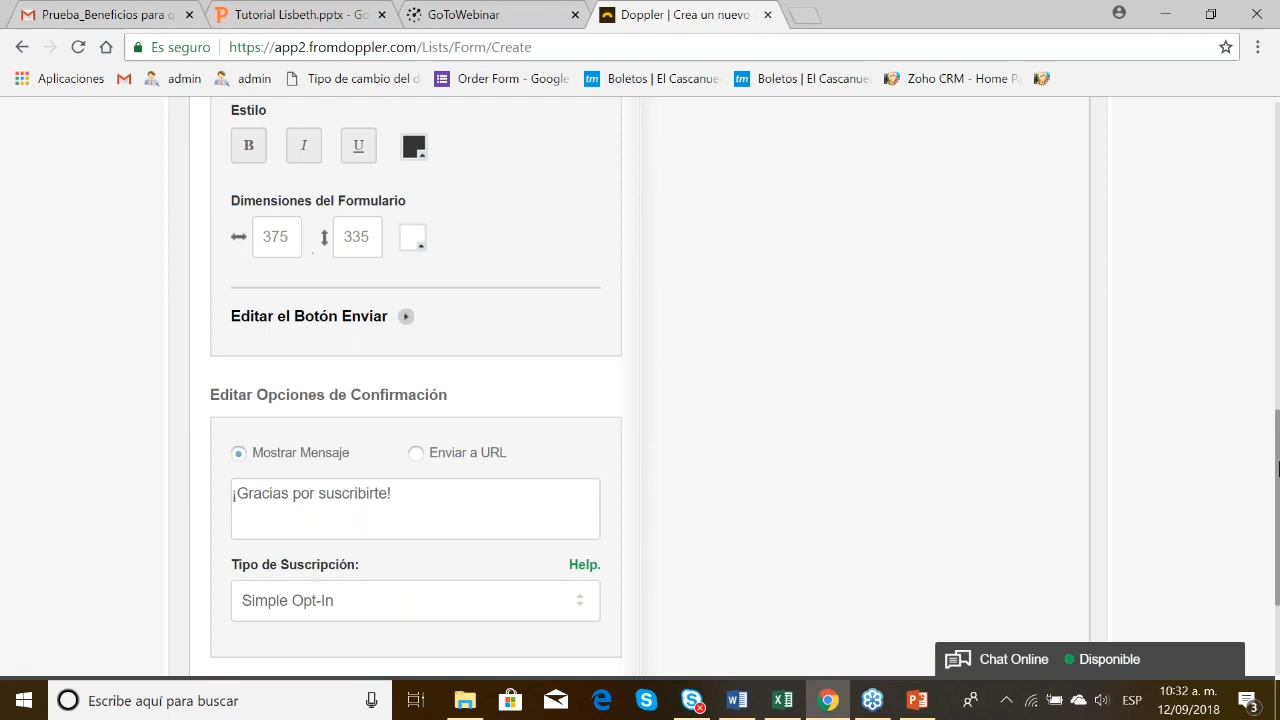 Prueba_Beneficios para q
Tutorial Lisbeth.pptx - Go
GoToWebinar
Doppler | Crea un nuevo
Es seguro
https://app2.fromdoppler.com/Lists/Form/Create
Aplicaciones
admin
admin
Tipo de cambio del d
Order Form - Google
tm Boletos | El Cascanue
tm Boletos | El Cascanue
Zoho CRM - Home Pa
Estilo
B I U
Dimensiones del Formulario
375 335
Editar el Botón Enviar
Editar Opciones de Confirmación
Mostrar Mensaje Enviar a URL
¡Gracias por suscribirte!
Tipo de Suscripción: Help.
Simple Opt-In
Chat Online Disponible
Escribe aquí para buscar
ESP
10:32 a. m.
12/09/2018
3